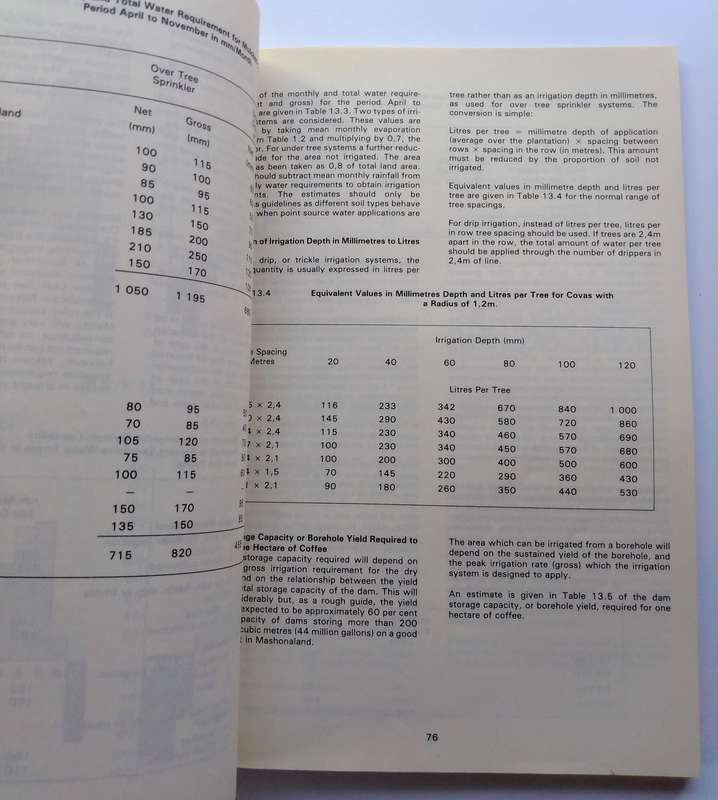 Total Water Requirement for
Period April to November in mm/Month
Over Tree
Sprinkler
land
Net
Gross
(mm)
(mm)
100 115
90 100
85 95
100 115
130 150
185 200
210 250
150 170
1 050 1 195
80 95
70 85
105 120
75 85
100 115
— —
150 170
135 150
715 820
of the monthly and total water require-
and gross) for the period April to
are given in Table 13.3. Two types of irri-
are considered. These values are
by taking mean monthly evaporation
Table 1.2 and multiplying by 0,7, the
For under tree systems a further reduc-
for the area not irrigated. The area
as been taken as 0,8 of total land area.
should subtract mean monthly rainfall from
water requirements to obtain irrigation
The estimates should only be
guidelines as different soil types behave
when point source water applications are
of Irrigation Depth in Millimetres to Litres
drip, or trickle irrigation systems, the
quantity is usually expressed in litres per
tree rather than as an irrigation depth in millimetres,
as used for over tree sprinkler systems. The
conversion is simple:
Litres per tree = millimetre depth of application
(average over the plantation) × spacing between
rows × spacing in the row (in metres). This amount
must be reduced by the proportion of soil not
irrigated.
Equivalent values in millimetre depth and litres per
tree are given in Table 13.4 for the normal range of
tree spacings.
For drip irrigation, instead of litres per tree, litres per
in row tree spacing should be used. If trees are 2,4m
apart in the row, the total amount of water per tree
should be applied through the number of drippers in
2,4m of line.
13.4 Equivalent Values in Millimetres Depth and Litres per Tree for Covas with
a Radius of 1,2m.
Irrigation Depth (mm)
Spacing
Metres 20 40 60 80 100 120
Litres Per Tree
× 2,4 116 233 342 670 840 1 000
× 2,4 145 290 430 580 720 860
× 2,4 115 230 340 460 570 690
× 2,1 100 230 340 450 570 680
× 2,1 100 200 300 400 500 600
× 1,5 70 145 220 290 360 430
× 2,1 90 180 260 350 440 530
Capacity or Borehole Yield Required to
Hectare of Coffee
storage capacity required will depend on
gross irrigation requirement for the dry
on the relationship between the yield
storage capacity of the dam. This will
but, as a rough guide, the yield
expected to be approximately 60 per cent
of dams storing more than 200
cubic metres (44 million gallons) on a good
in Mashonaland.
The area which can be irrigated from a borehole will
depend on the sustained yield of the borehole, and
the peak irrigation rate (gross) which the irrigation
system is designed to apply.
An estimate is given in Table 13.5 of the dam
storage capacity, or borehole yield, required for one
hectare of coffee.
76